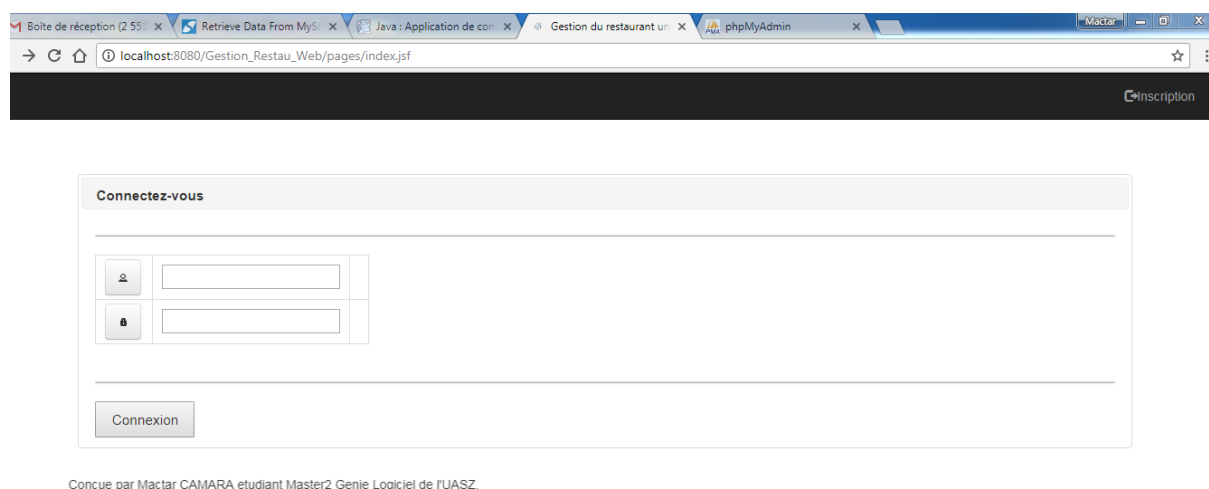 Boîte de réception (2 55 Retrieve Data From MyS Java : Application de con Gestion du restaurant un phpMyAdmin Mactar
localhost:8080/Gestion_Restau_Web/pages/index.jsf
Inscription
Connectez-vous
Connexion
Concue par Mactar CAMARA etudiant Master2 Genie Logiciel de l'UASZ.